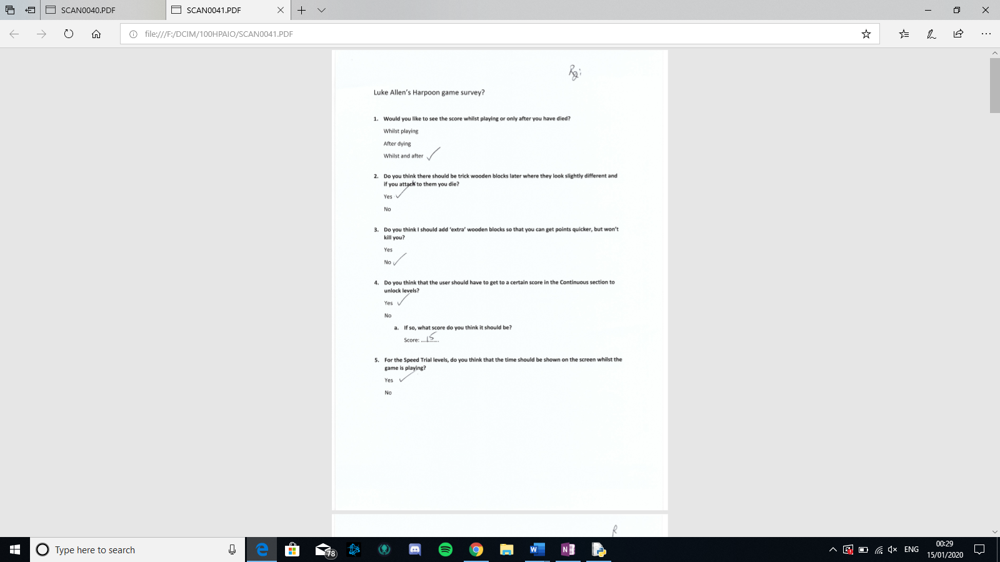 SCAN0040.PDF
SCAN0041.PDF
file:///F:/DCIM/100HPAIO/SCAN0041.PDF
Luke Allen's Harpoon game survey?
1. Would you like to see the score whilst playing or only after you have died?
Whilst playing
After dying
Whilst and after
2. Do you think there should be trick wooden blocks later where they look slightly different and
if you attack to them you die?
Yes
No
3. Do you think I should add 'extra' wooden blocks so that you can get points quicker, but won't
kill you?
Yes
No
4. Do you think that the user should have to get to a certain score in the Continuous section to
unlock levels?
Yes
No
a. If so, what score do you think it should be?
Score: ....15.......
5. For the Speed Trial levels, do you think that the time should be shown on the screen whilst the
game is playing?
Yes
No
R
Type here to search
78
ENG
00:29
15/01/2020